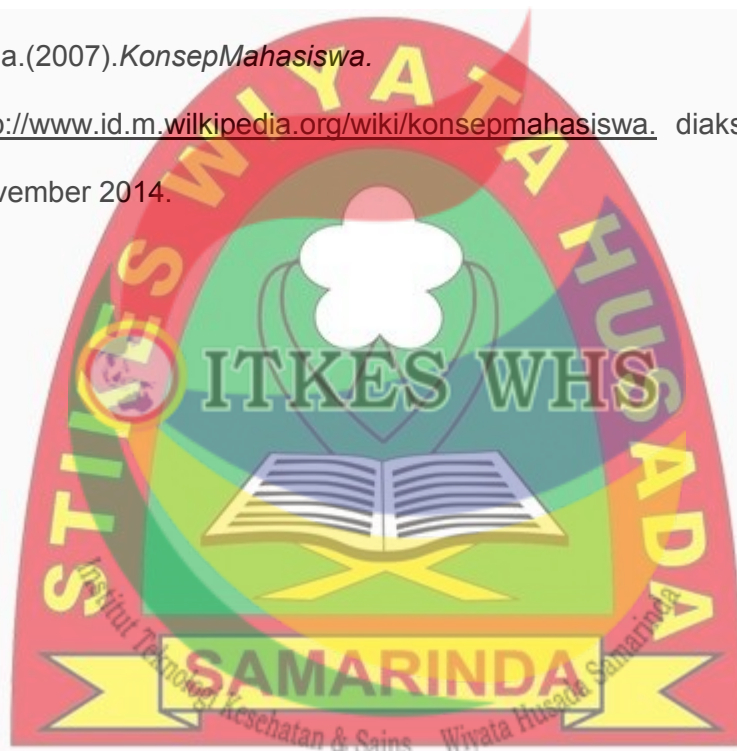 a.(2007).KonsepMahasiswa.
o://www.id.m.wilkipedia.org/wiki/konsepmahasiswa. diaks
vember 2014.
STIKES WIYATA HUSADA
ITKES WHS
SAMARINDA
Institut Teknologi Kesehatan & Sains Wiyata Husada Samarinda